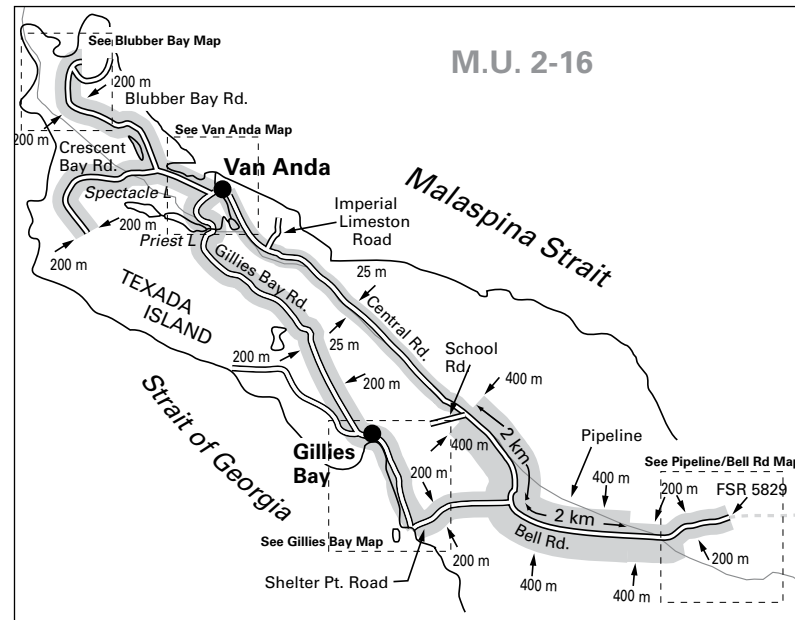 See Blubber Bay Map
M.U. 2-16
200 m
Blubber Bay Rd.
200 m
See Van Anda Map
Crescent
Bay Rd.
Van Anda
Spectacle L
Imperial
Limeston
Road
Malaspina Strait
200 m
Priest L
200 m
Gillies Bay Rd.
25 m
TEXADA
ISLAND
Central Rd.
25 m
School
Rd.
200 m
200 m
400 m
Strait of Georgia
Gillies
Bay
400 m
2 km
Pipeline
See Pipeline/Bell Rd Map
200 m
400 m
200 m
FSR 5829
2 km
Bell Rd.
See Gillies Bay Map
200 m
200 m
Shelter Pt. Road
400 m
400 m